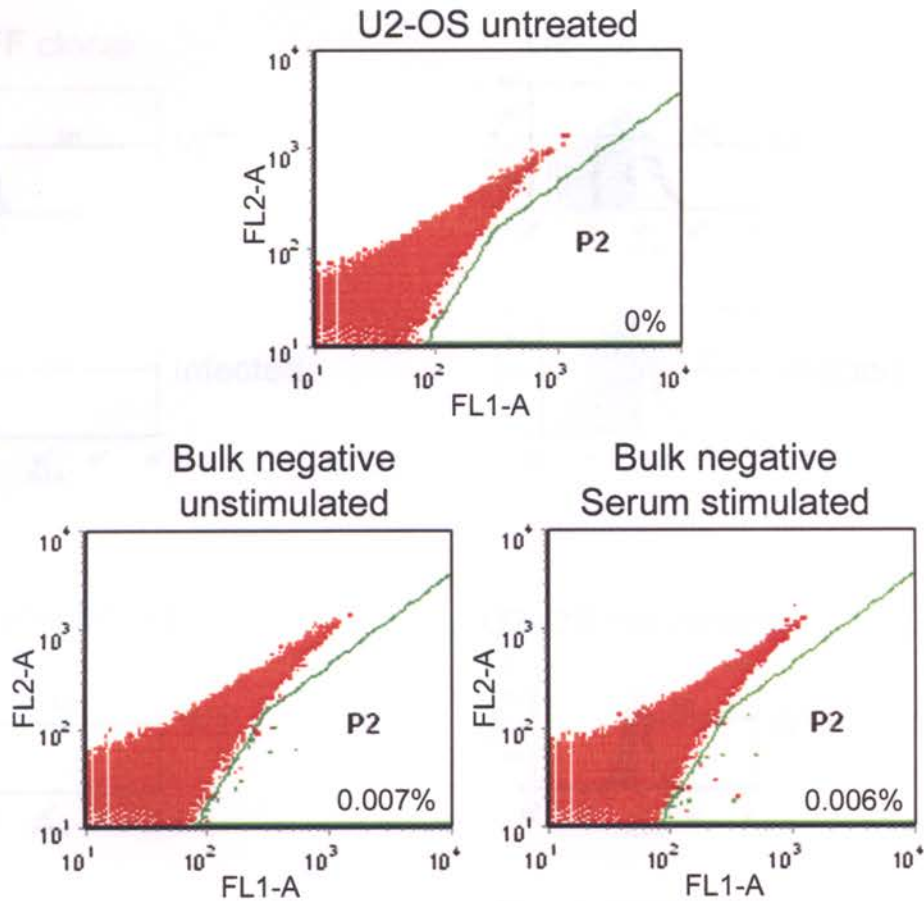 U2-OS untreated
10⁴
10³
10²
10¹
FL2-A
P2
0%
10¹ 10² 10³ 10⁴
FL1-A
Bulk negative
unstimulated
10⁴
10³
10²
10¹
FL2-A
P2
0.007%
10¹ 10² 10³ 10⁴
FL1-A
Bulk negative
Serum stimulated
10⁴
10³
10²
10¹
FL2-A
P2
0.006%
10¹ 10² 10³ 10⁴
FL1-A